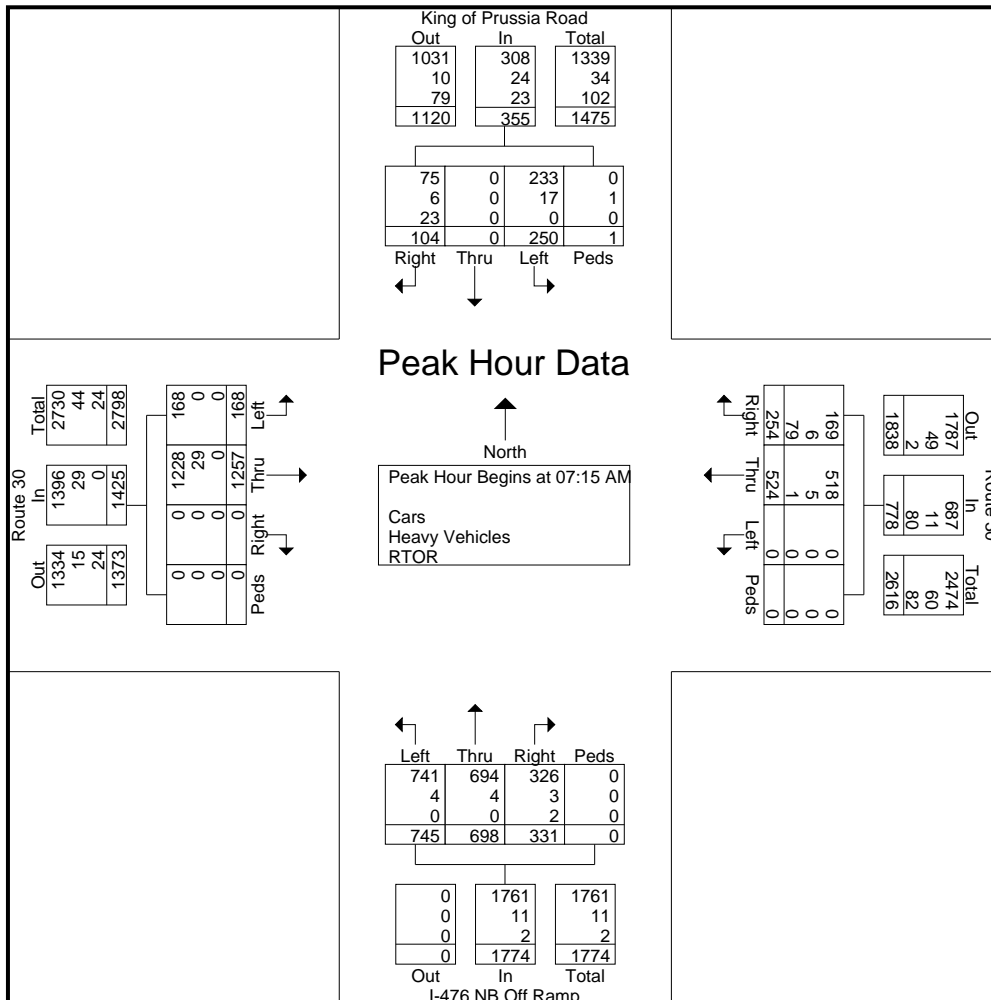 King of Prussia Road
Out In Total
1031 308 1339
10 24 34
79 23 102
1120 355 1475
75 0 233 0
6 0 17 1
23 0 0 0
104 0 250 1
Right Thru Left Peds
Peak Hour Data
North
Peak Hour Begins at 07:15 AM
Cars
Heavy Vehicles
RTOR
Route 30
Out In Total
1334 1396 2730
15 29 44
24 0 24
1373 1425 2798
0 0 1228 168
0 0 29 0
0 0 0 0
0 0 1257 168
Peds Right Thru Left
Route 30
Out In Total
1787 687 2474
49 11 60
2 80 82
1838 778 2616
169 518 0 0
6 5 0 0
79 1 0 0
254 524 0 0
Right Thru Left Peds
Left Thru Right Peds
741 694 326 0
4 4 3 0
0 0 2 0
745 698 331 0
0 1761 1761
0 11 11
0 2 2
0 1774 1774
Out In Total
I-476 NB Off Ramp